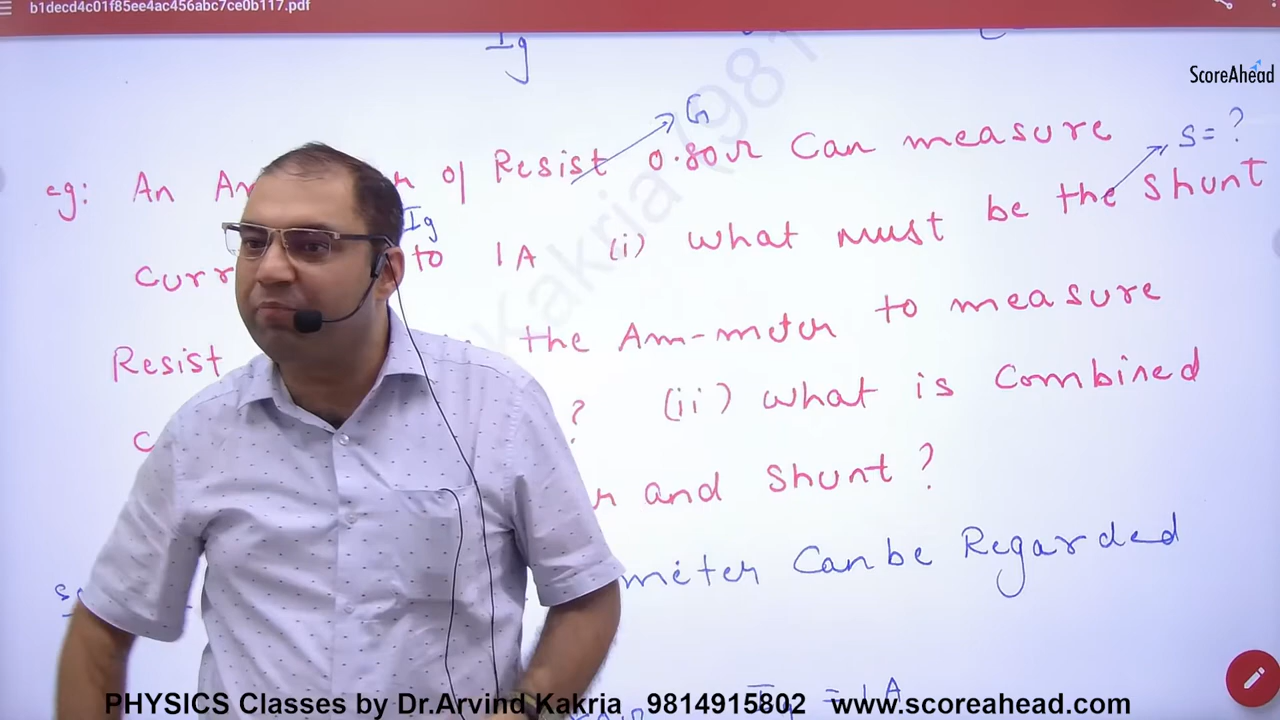 b1decd4c01f85ee4ac456abc7ce0b117.pdf
Ig
ScoreAhead
G
S = ?
eg: An of Resist 0.80Ω Can measure
Ig
to 1A (i) What must be the Shunt
Resist the Am-meter to measure
? (ii) What is Combined
and Shunt ?
meter Can be Regarded
= 1A
PHYSICS Classes by Dr.Arvind Kakria 9814915802 www.scoreahead.com